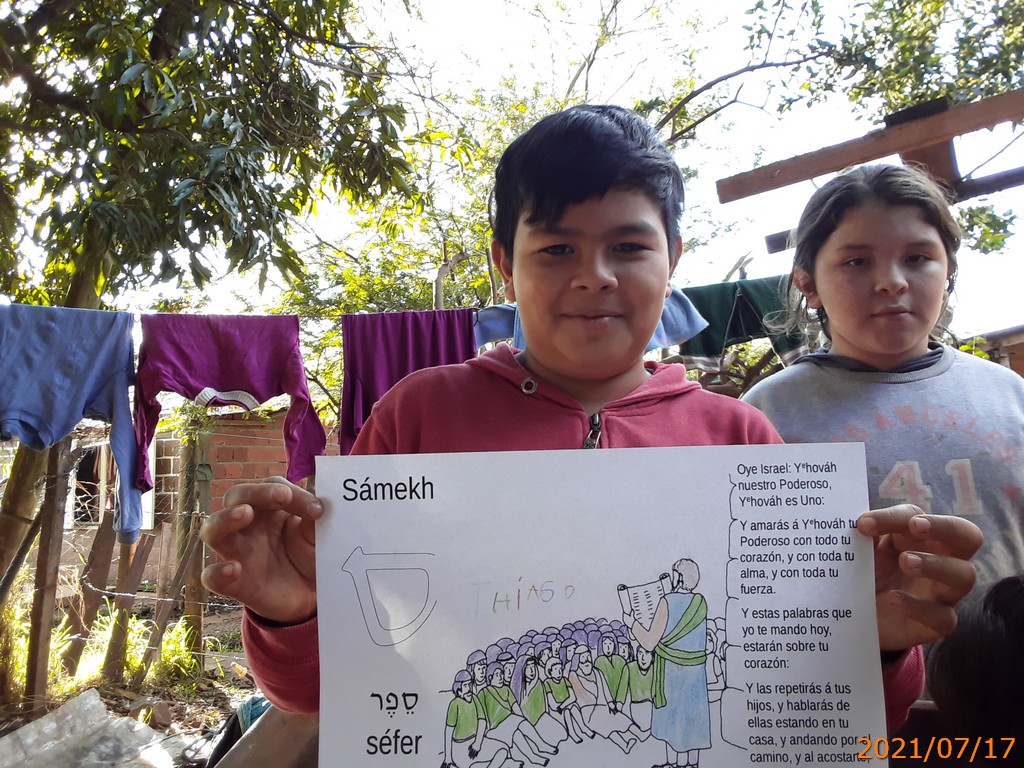 Sámekh
ס
THIAGO
סֵפֶר
séfer
Oye Israel: Yᵉhováh
nuestro Poderoso,
Yᵉhováh es Uno:
Y amarás á Yᵉhováh tu
Poderoso con todo tu
corazón, y con toda tu
alma, y con toda tu
fuerza.
Y estas palabras que
yo te mando hoy,
estarán sobre tu
corazón:
Y las repetirás á tus
hijos, y hablarás de
ellas estando en tu
casa, y andando por
camino, y al acostarte,
ANGELES
41
2021/07/17